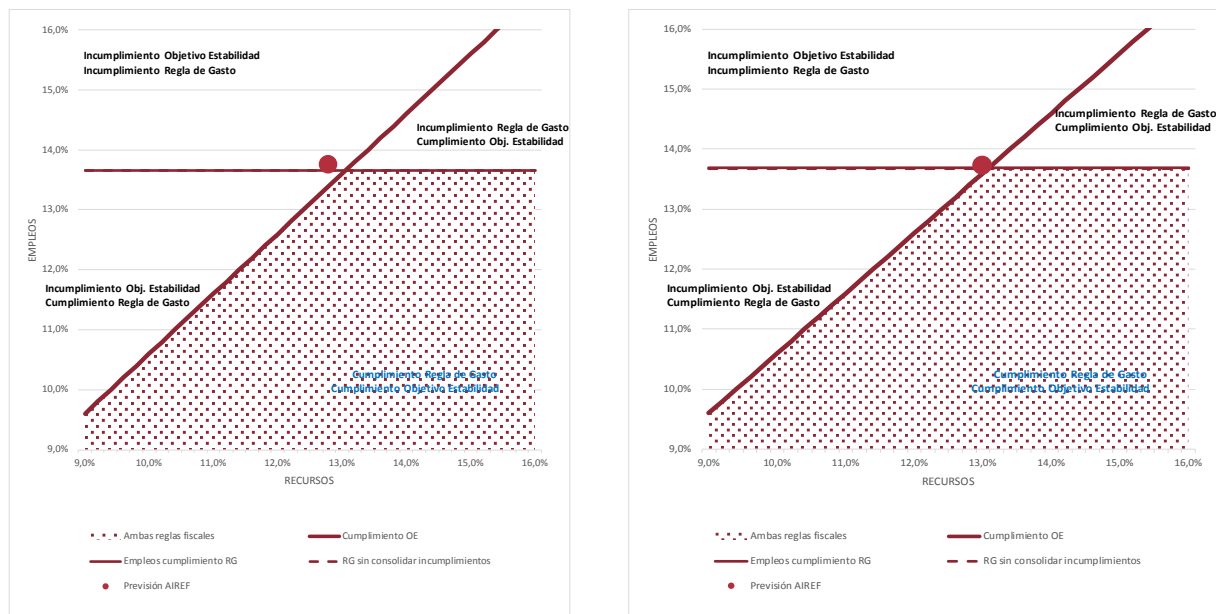 16,0%
Incumplimiento Objetivo Estabilidad
Incumplimiento Regla de Gasto
15,0%
Incumplimiento Regla de Gasto
Cumplimiento Obj. Estabilidad
14,0%
13,0%
EMPLEOS
12,0%
Incumplimiento Obj. Estabilidad
Cumplimiento Regla de Gasto
11,0%
Cumplimiento Regla de Gasto
Cumplimiento Objetivo Estabilidad
10,0%
9,0%
9,0% 10,0% 11,0% 12,0% 13,0% 14,0% 15,0% 16,0%
RECURSOS
Ambas reglas fiscales
Cumplimiento OE
Empleos cumplimiento RG
RG sin consolidar incumplimientos
Previsión AIREF
16,0%
Incumplimiento Objetivo Estabilidad
Incumplimiento Regla de Gasto
15,0%
Incumplimiento Regla de Gasto
Cumplimiento Obj. Estabilidad
14,0%
13,0%
EMPLEOS
12,0%
Incumplimiento Obj. Estabilidad
Cumplimiento Regla de Gasto
11,0%
Cumplimiento Regla de Gasto
Cumplimiento Objetivo Estabilidad
10,0%
9,0%
9,0% 10,0% 11,0% 12,0% 13,0% 14,0% 15,0% 16,0%
RECURSOS
Ambas reglas fiscales
Cumplimiento OE
Empleos cumplimiento RG
RG sin consolidar incumplimientos
Previsión AIREF